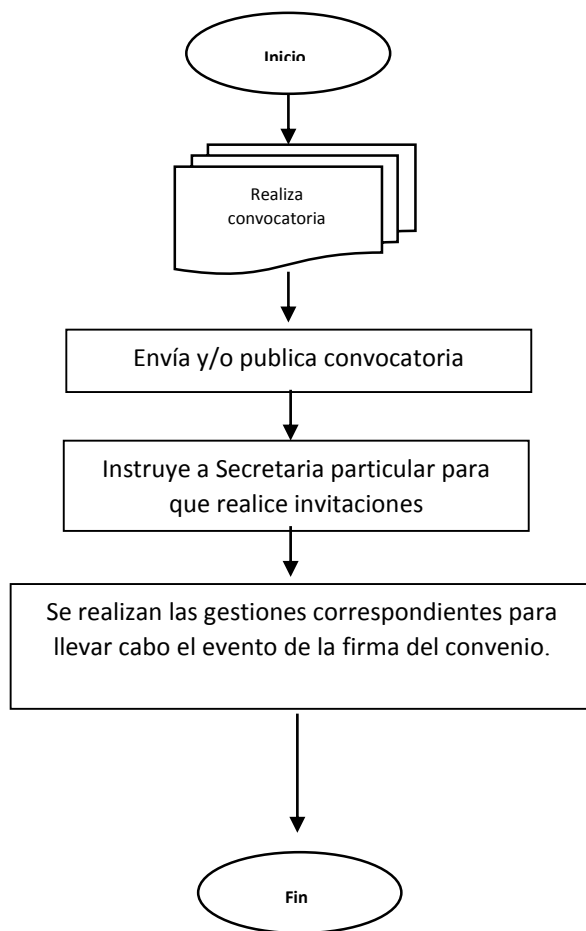 Inicio
Realiza
convocatoria
Envía y/o publica convocatoria
Instruye a Secretaria particular para
que realice invitaciones
Se realizan las gestiones correspondientes para
llevar cabo el evento de la firma del convenio.
Fin